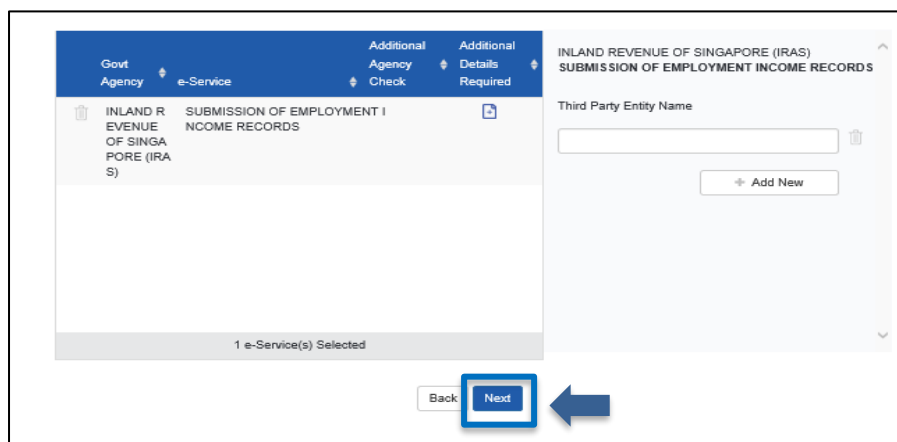 Govt Agency
e-Service
Additional Agency Check
Additional Details Required
INLAND R
EVENUE
OF SINGA
PORE (IRA
S)
SUBMISSION OF EMPLOYMENT I
NCOME RECORDS
1 e-Service(s) Selected
INLAND REVENUE OF SINGAPORE (IRAS)
SUBMISSION OF EMPLOYMENT INCOME RECORDS
Third Party Entity Name
+ Add New
Back
Next